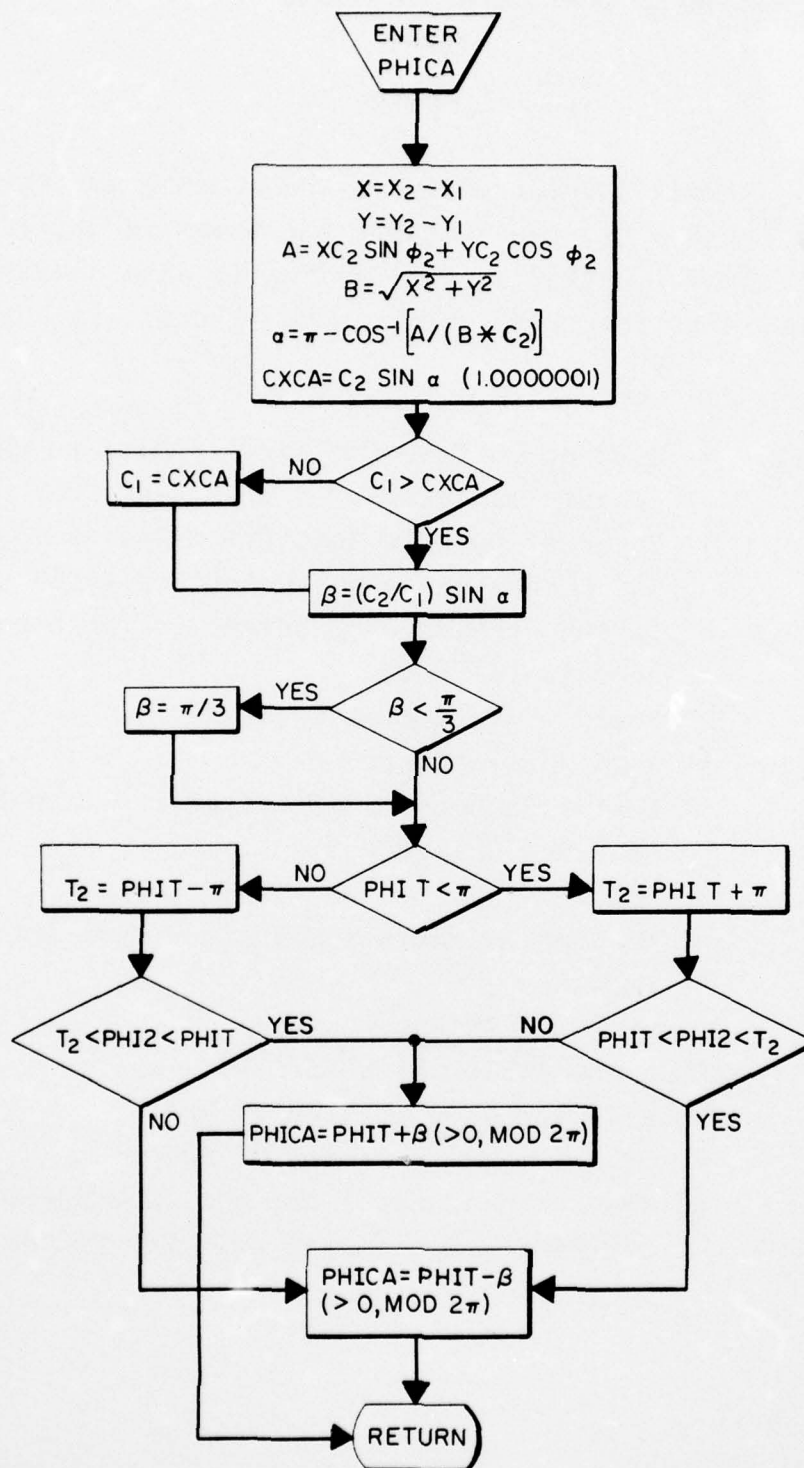 ENTER
PHICA
X=X₂-X₁
Y=Y₂-Y₁
A=XC₂ SIN ϕ₂+YC₂ COS ϕ₂
B=√X²+Y²
α=π-COS⁻¹[A/(B*C₂)]
CXCA=C₂ SIN α (1.0000001)
C₁ > CXCA
NO
C₁ = CXCA
YES
β=(C₂/C₁) SIN α
β < π/3
YES
β = π/3
NO
PHI T < π
NO
T₂ = PHIT-π
YES
T₂=PHI T + π
T₂<PHI2<PHIT
YES
NO
PHIT<PHI2<T₂
NO
PHICA=PHIT+β (>0, MOD 2π)
YES
PHICA=PHIT-β
(>0, MOD 2π)
RETURN